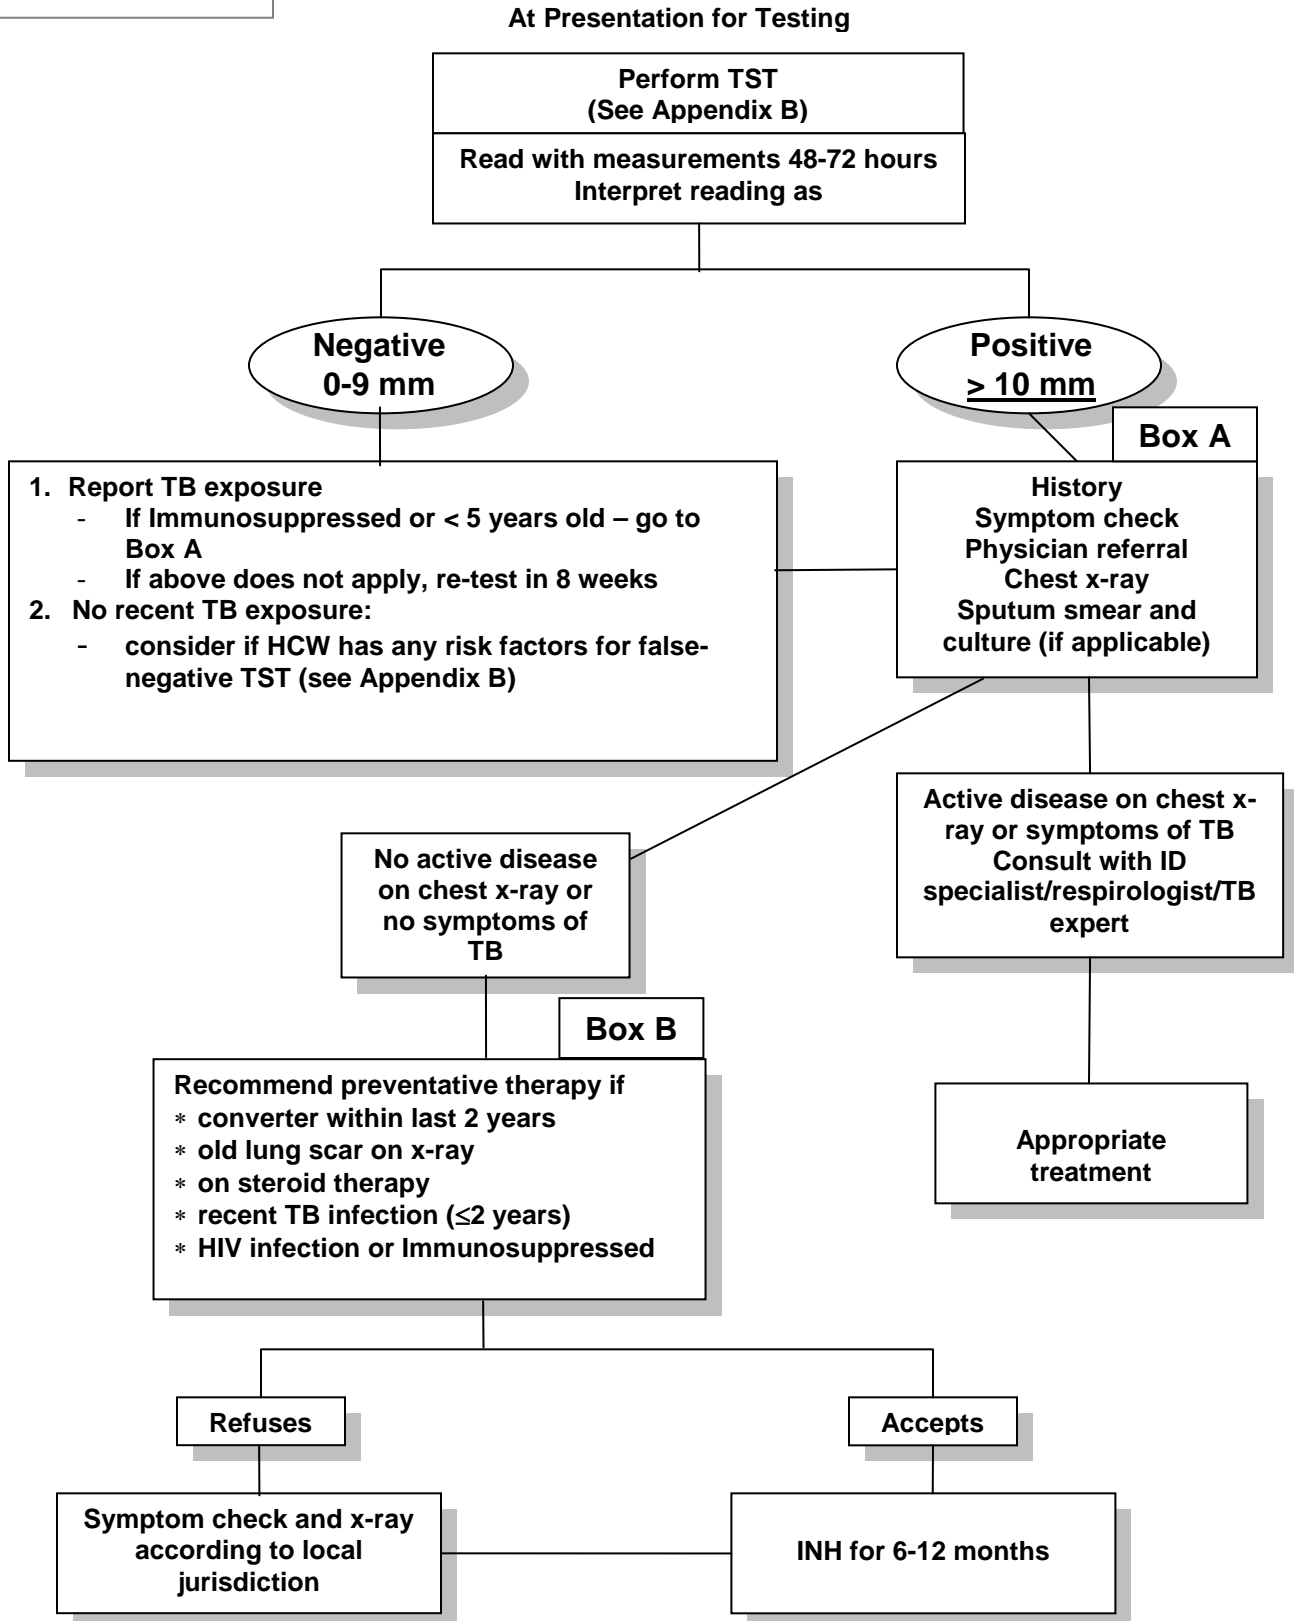 At Presentation for Testing
Perform TST
(See Appendix B)
Read with measurements 48-72 hours
Interpret reading as
Negative
0-9 mm
Positive
> 10 mm
Box A
1. Report TB exposure
- If Immunosuppressed or < 5 years old – go to
Box A
- If above does not apply, re-test in 8 weeks
2. No recent TB exposure:
- consider if HCW has any risk factors for false-
negative TST (see Appendix B)
History
Symptom check
Physician referral
Chest x-ray
Sputum smear and
culture (if applicable)
Active disease on chest x-
ray or symptoms of TB
Consult with ID
specialist/respirologist/TB
expert
No active disease
on chest x-ray or
no symptoms of
TB
Box B
Recommend preventative therapy if
* converter within last 2 years
* old lung scar on x-ray
* on steroid therapy
* recent TB infection (≤2 years)
* HIV infection or Immunosuppressed
Appropriate
treatment
Refuses
Accepts
Symptom check and x-ray
according to local
jurisdiction
INH for 6-12 months